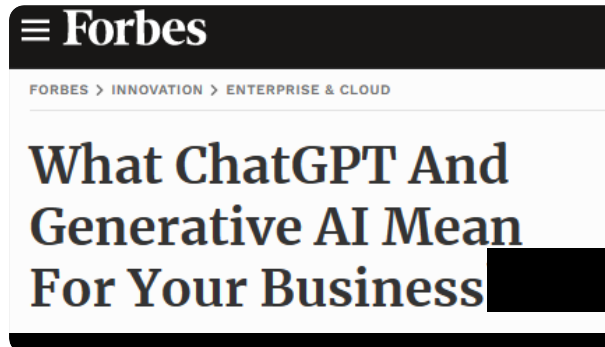 Forbes
FORBES > INNOVATION > ENTERPRISE & CLOUD
What ChatGPT And
Generative AI Mean
For Your Business